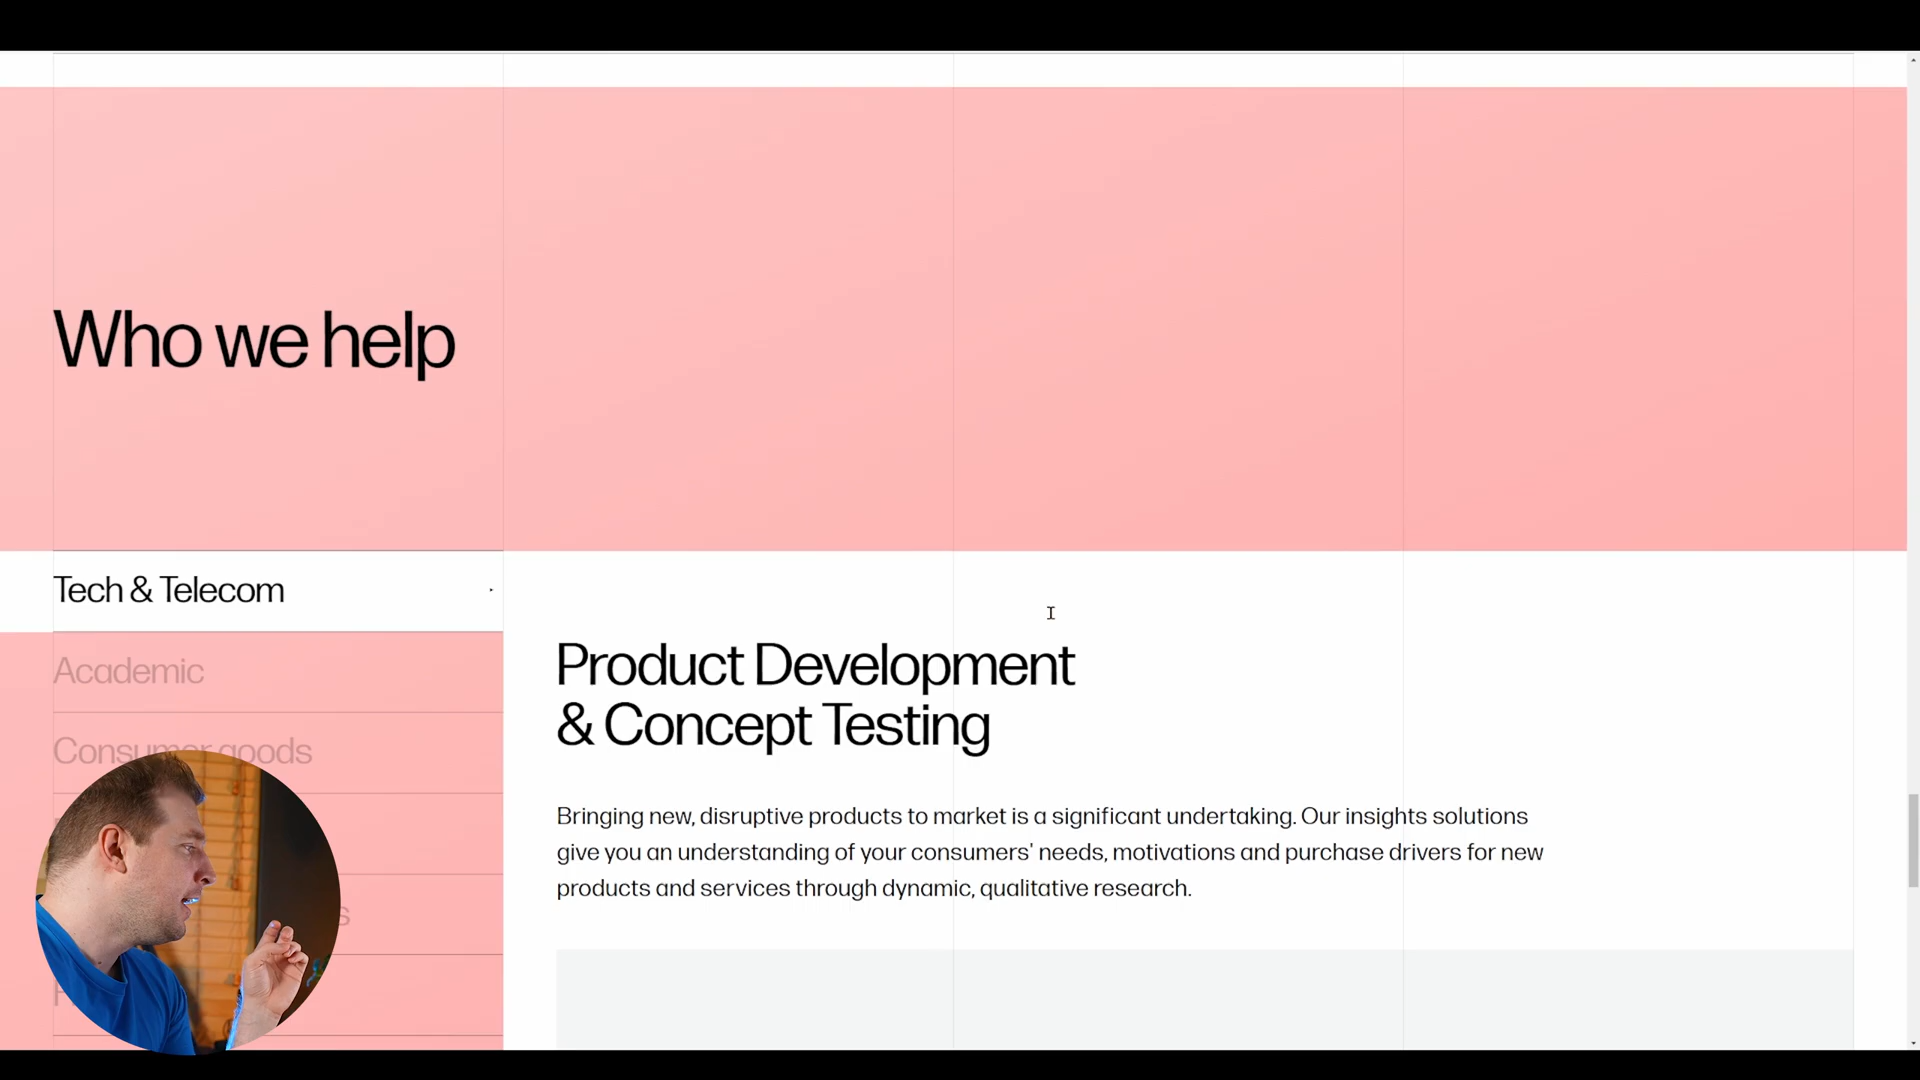 Who we help
Tech & Telecom
Academic
Consumer goods
Product Development
& Concept Testing
Bringing new, disruptive products to market is a significant undertaking. Our insights solutions
give you an understanding of your consumers' needs, motivations and purchase drivers for new
products and services through dynamic, qualitative research.